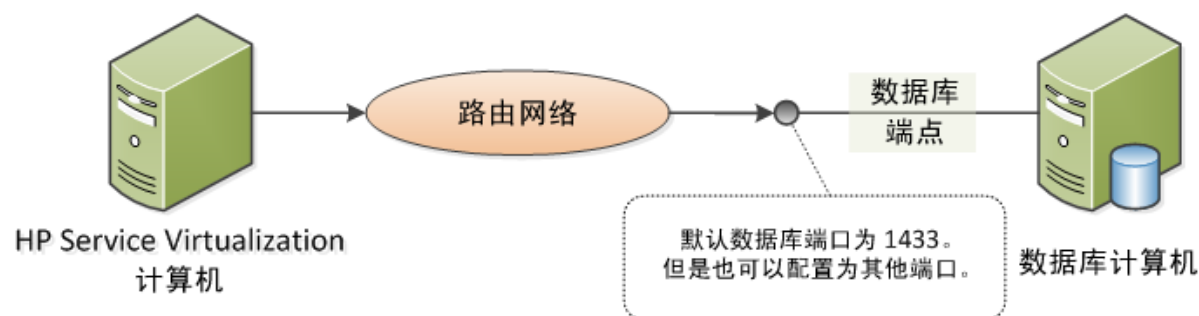 路由网络
数据库
端点
HP Service Virtualization
计算机
默认数据库端口为 1433。
但是也可以配置为其他端口。
数据库计算机